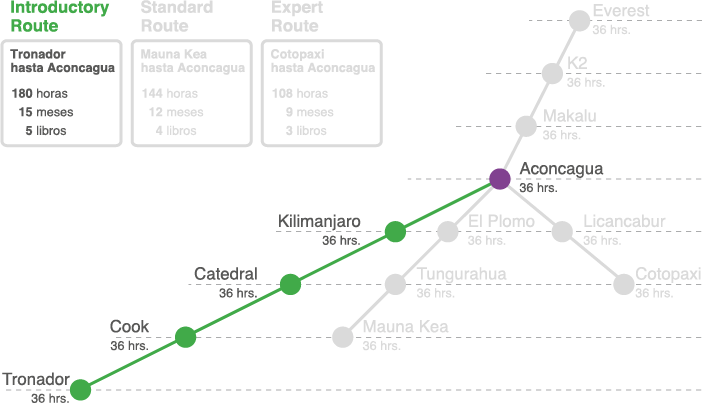 Introductory
Route
Tronador
hasta Aconcagua
180 horas
15 meses
5 libros
Standard
Route
Mauna Kea
hasta Aconcagua
144 horas
12 meses
4 libros
Expert
Route
Cotopaxi
hasta Aconcagua
108 horas
9 meses
3 libros
Everest
36 hrs.
K2
36 hrs.
Makalu
36 hrs.
Aconcagua
36 hrs.
Kilimanjaro
36 hrs.
El Plomo
36 hrs.
Licancabur
36 hrs.
Catedral
36 hrs.
Tungurahua
36 hrs.
Cotopaxi
36 hrs.
Cook
36 hrs.
Mauna Kea
36 hrs.
Tronador
36 hrs.